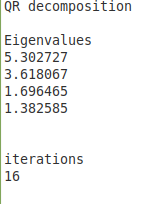 QR decomposition
Eigenvalues
5.302727
3.618067
1.696465
1.382585
iterations
16